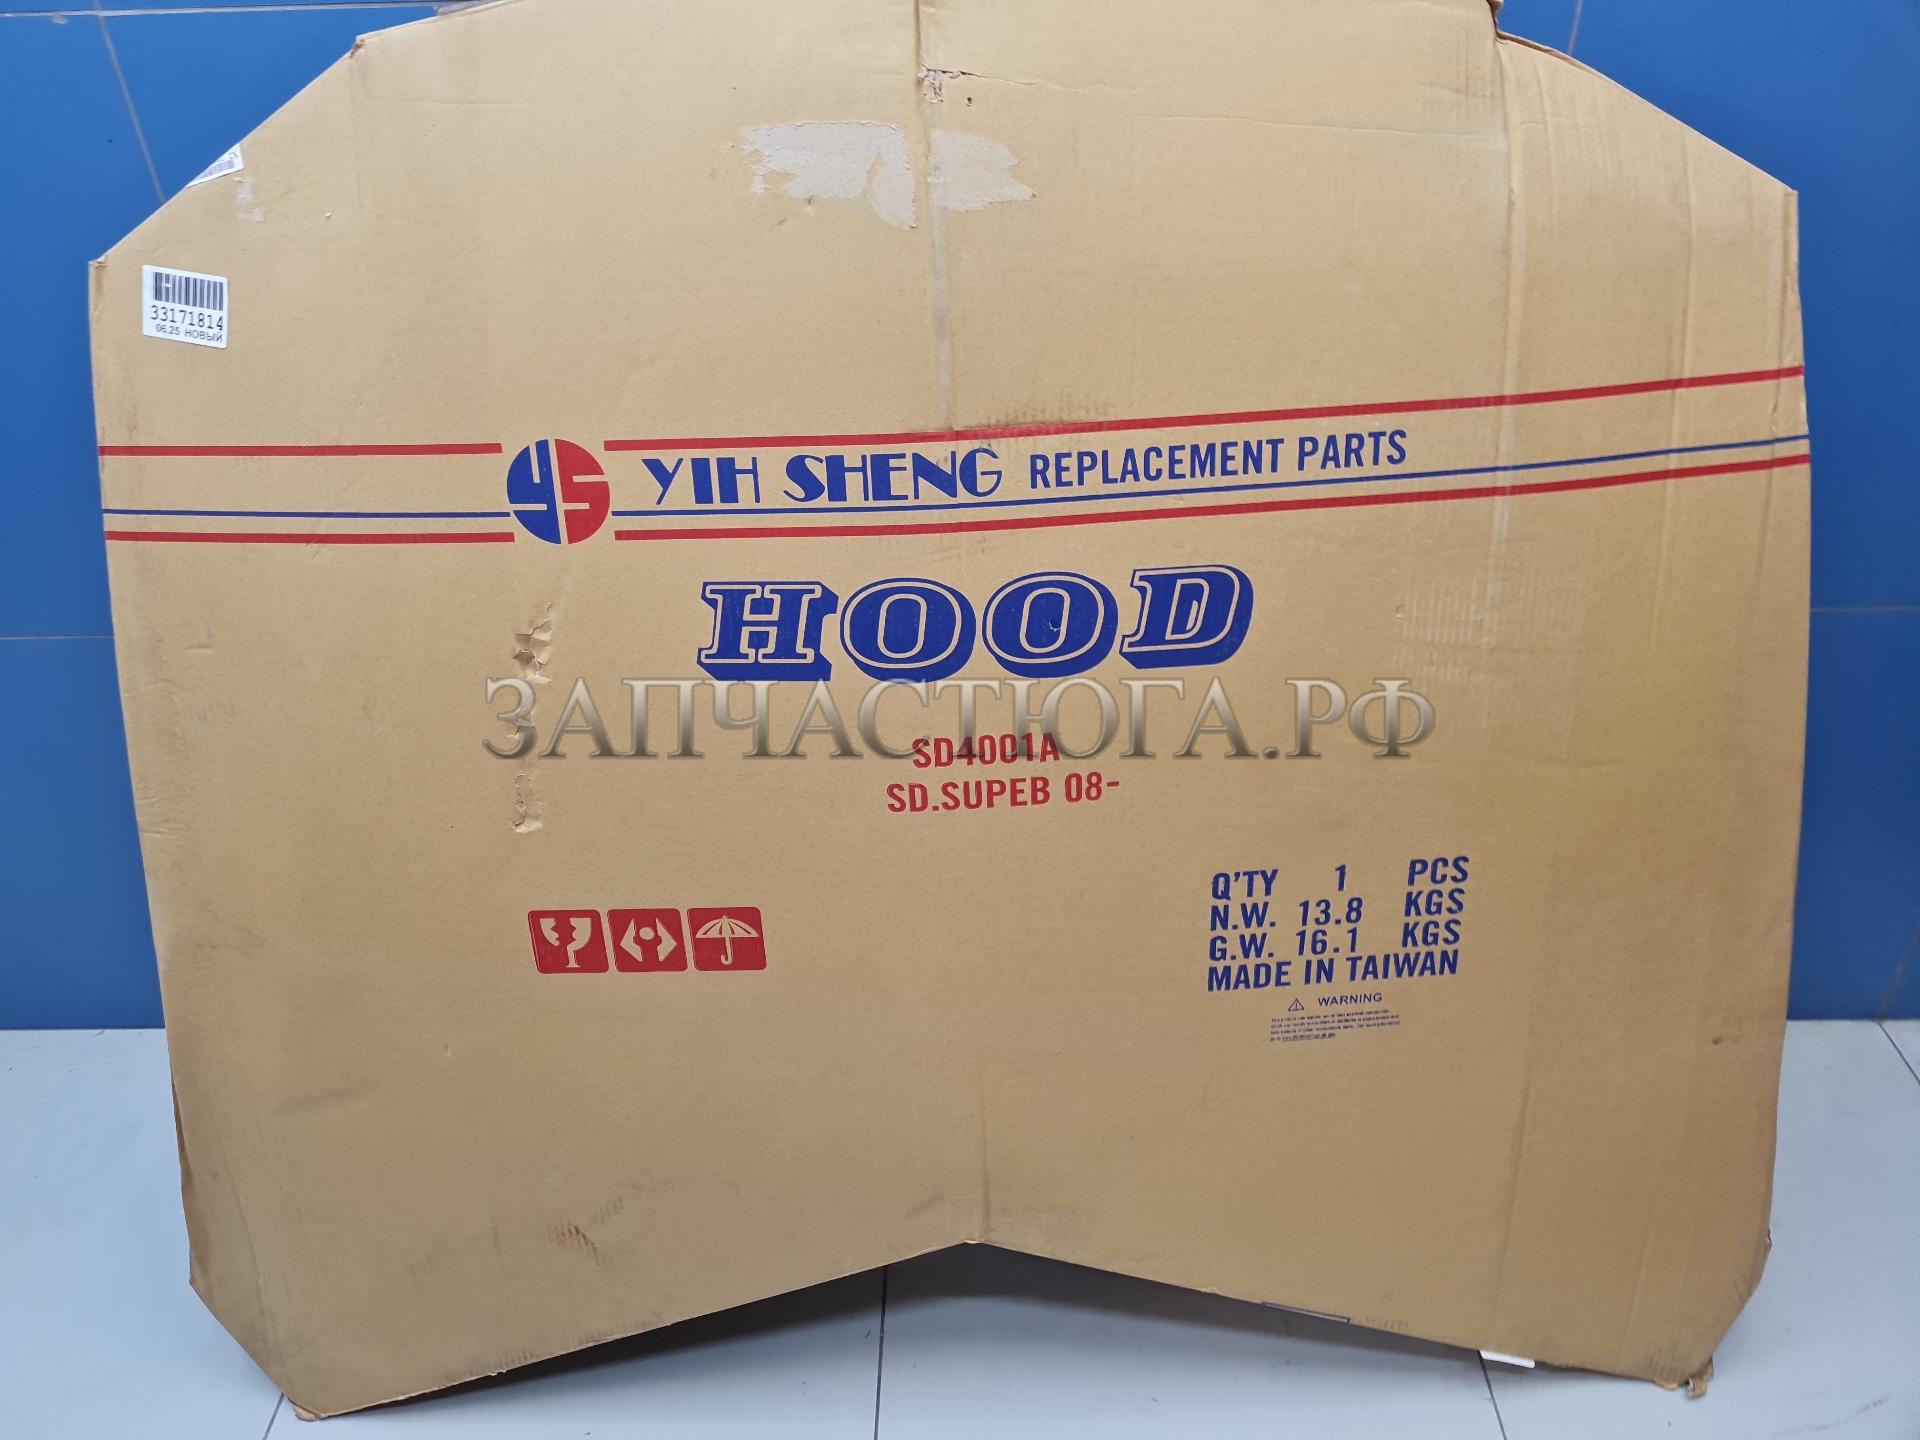 33171814
06.25 НОВЫЙ
YS YIH SHENG REPLACEMENT PARTS
HOOD
ЗАПЧАСТЮГА.РФ
SD4001A
SD.SUPEB 08-
Q'TY 1 PCS
N.W. 13.8 KGS
G.W. 16.1 KGS
MADE IN TAIWAN
WARNING